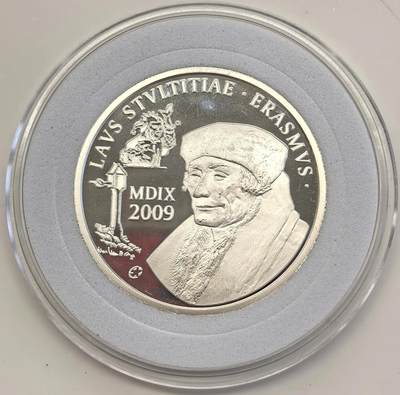 LAVS STVLTITIAE · ERASMVS ·
MDIX
2009